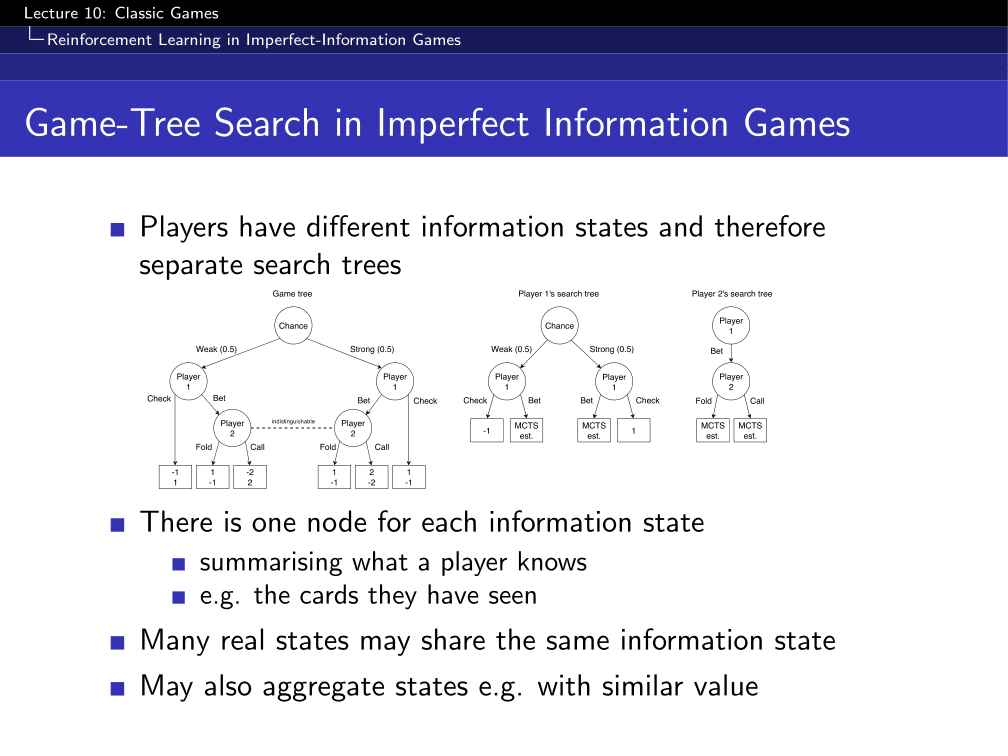 Lecture 10: Classic Games
Reinforcement Learning in Imperfect-Information Games
Game-Tree Search in Imperfect Information Games
Players have different information states and therefore
separate search trees
Game tree
Chance
Weak (0.5)
Strong (0.5)
Player
1
Player
1
Check
Bet
Bet
Check
Player
2
indistinguishable
Player
2
Fold
Call
Fold
Call
-1
1
1
-1
-2
2
1
-1
2
-2
1
-1
Player 1's search tree
Chance
Weak (0.5)
Strong (0.5)
Player
1
Player
1
Check
Bet
Bet
Check
-1
MCTS
est.
MCTS
est.
1
Player 2's search tree
Player
1
Bet
Player
2
Fold
Call
MCTS
est.
MCTS
est.
There is one node for each information state
summarising what a player knows
e.g. the cards they have seen
Many real states may share the same information state
May also aggregate states e.g. with similar value